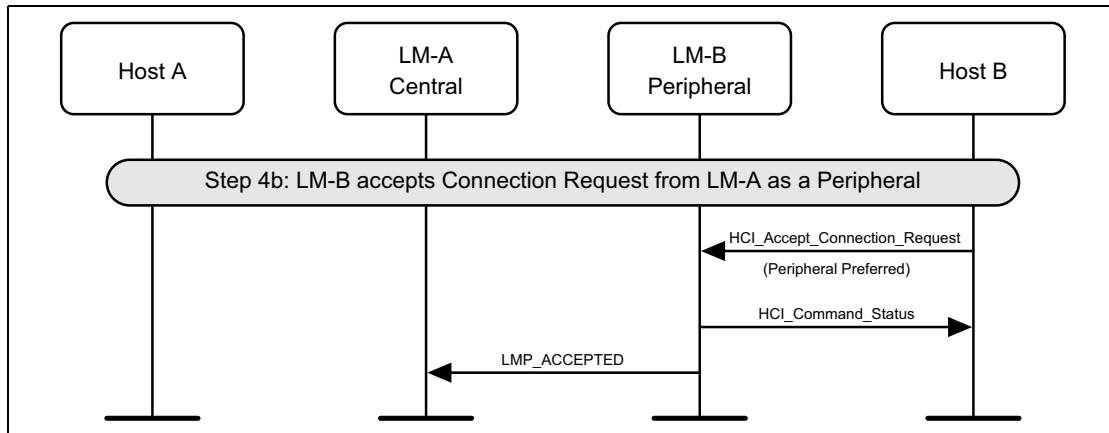 Host A
LM-A
Central
LM-B
Peripheral
Host B
Step 4b: LM-B accepts Connection Request from LM-A as a Peripheral
HCI_Accept_Connection_Request
(Peripheral Preferred)
HCI_Command_Status
LMP_ACCEPTED